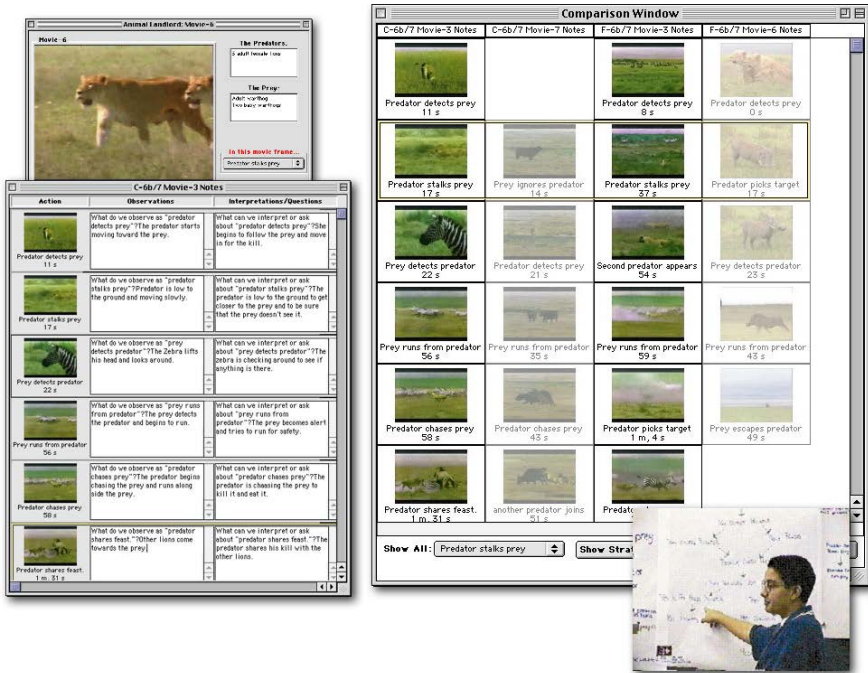 Animal Landlord: Movie-6
Movie-6
The Predators:
The Prey:
Adult warthog
Two baby warthogs
In this movie frame...
Predator stalks prey
C-6b/7 Movie-3 Notes
Action
Observations
Interpretations/Questions
Predator detects prey
11 s
What do we observe as "predator
detects prey"?The predator starts
moving toward the prey.
What can we interpret or ask
about "predator detects prey"?She
begins to follow the prey and move
in for the kill.
Predator stalks prey
17 s
What do we observe as "predator
stalks prey"?Predator is low to
the ground and moving slowly.
What can we interpret or ask
about "predator stalks prey"?The
predator is low to the ground to get
closer to the prey and to be sure
that the prey doesn't see it.
Prey detects predator
22 s
What do we observe as "prey
detects predator"?The Zebra lifts
his head and looks around.
What can we interpret or ask
about "prey detects predator"?The
zebra is checking around to see if
anything is there.
Prey runs from predator
56 s
What do we observe as "prey runs
from predator"?The prey detects
the predator and begins to run.
What can we interpret or ask
about "prey runs from
predator"?The prey becomes alert
and tries to run for safety.
Predator chases prey
58 s
What do we observe as "predator
chases prey"?The predator begins
chasing the prey and runs along
side the prey.
What can we interpret or ask
about "predator chases prey"?The
predator is chaasing the prey to
kill it and eat it.
Predator shares feast.
1 m, 31 s
What do we observe as "predator
shares feast."?Other lions come
towards the prey
What can we interpret or ask
about "predator shares feast."?The
predator shares his kill with the
other lions.
Comparison Window
C-6b/7 Movie-3 Notes
C-6b/7 Movie-7 Notes
F-6b/7 Movie-3 Notes
F-6b/7 Movie-6 Notes
Predator detects prey
11 s
Predator detects prey
8 s
Predator detects prey
0 s
Predator stalks prey
17 s
Prey ignores predator
14 s
Predator stalks prey
37 s
Predator picks target
17 s
Prey detects predator
22 s
Predator detects prey
21 s
Second predator appears
54 s
Prey detects predator
23 s
Prey runs from predator
56 s
Prey runs from predator
35 s
Prey runs from predator
59 s
Prey runs from predator
43 s
Predator chases prey
58 s
Predator chases prey
43 s
Predator picks target
1 m, 4 s
Prey escapes predator
49 s
Predator shares feast.
1 m, 31 s
another predator joins
51 s
Show All:
Predator stalks prey